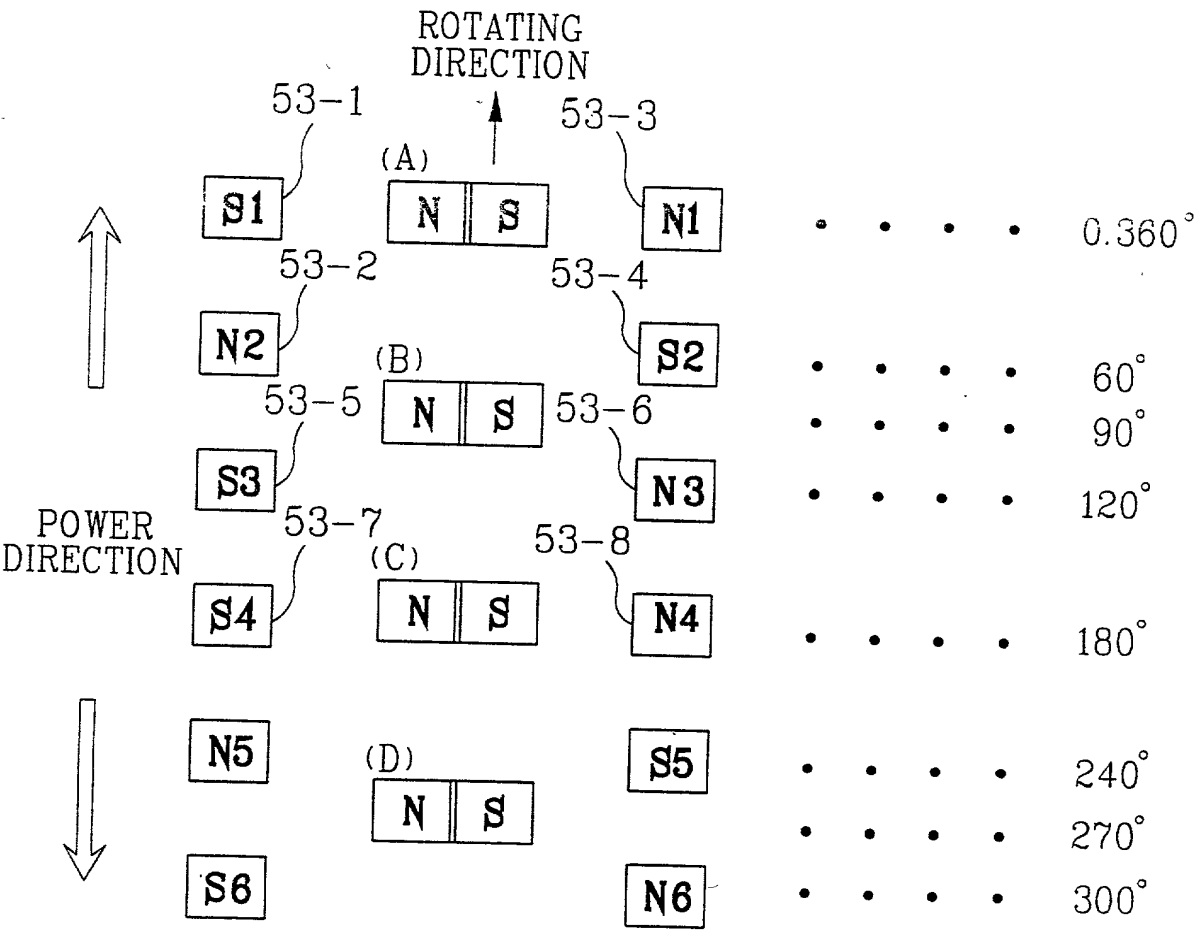 ROTATING
DIRECTION
53-1
53-3
(A)
S1
N S
N1
0.360°
53-2
53-4
N2
S2
(B)
60°
53-5
N S
53-6
90°
S3
N3
120°
POWER
DIRECTION
53-7
53-8
(C)
S4
N S
N4
180°
N5
(D)
S5
240°
N S
270°
S6
N6
300°